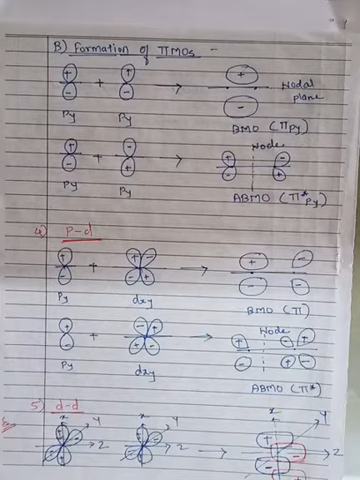 B) Formation of ΠMOs -
+ + → +
- - -
Nodal plane
Py Py BMO (Πpy)
+ + - → Node + -
- + - +
Py Py ABMO (Π*py)
4) P-d
+ + - + → + -
- + - - +
Py dxy BMO (Π)
+ + - + → Node + - +
- + - - + -
Py dxy ABMO (Π*)
5) d-d
x y x y x y
z → z